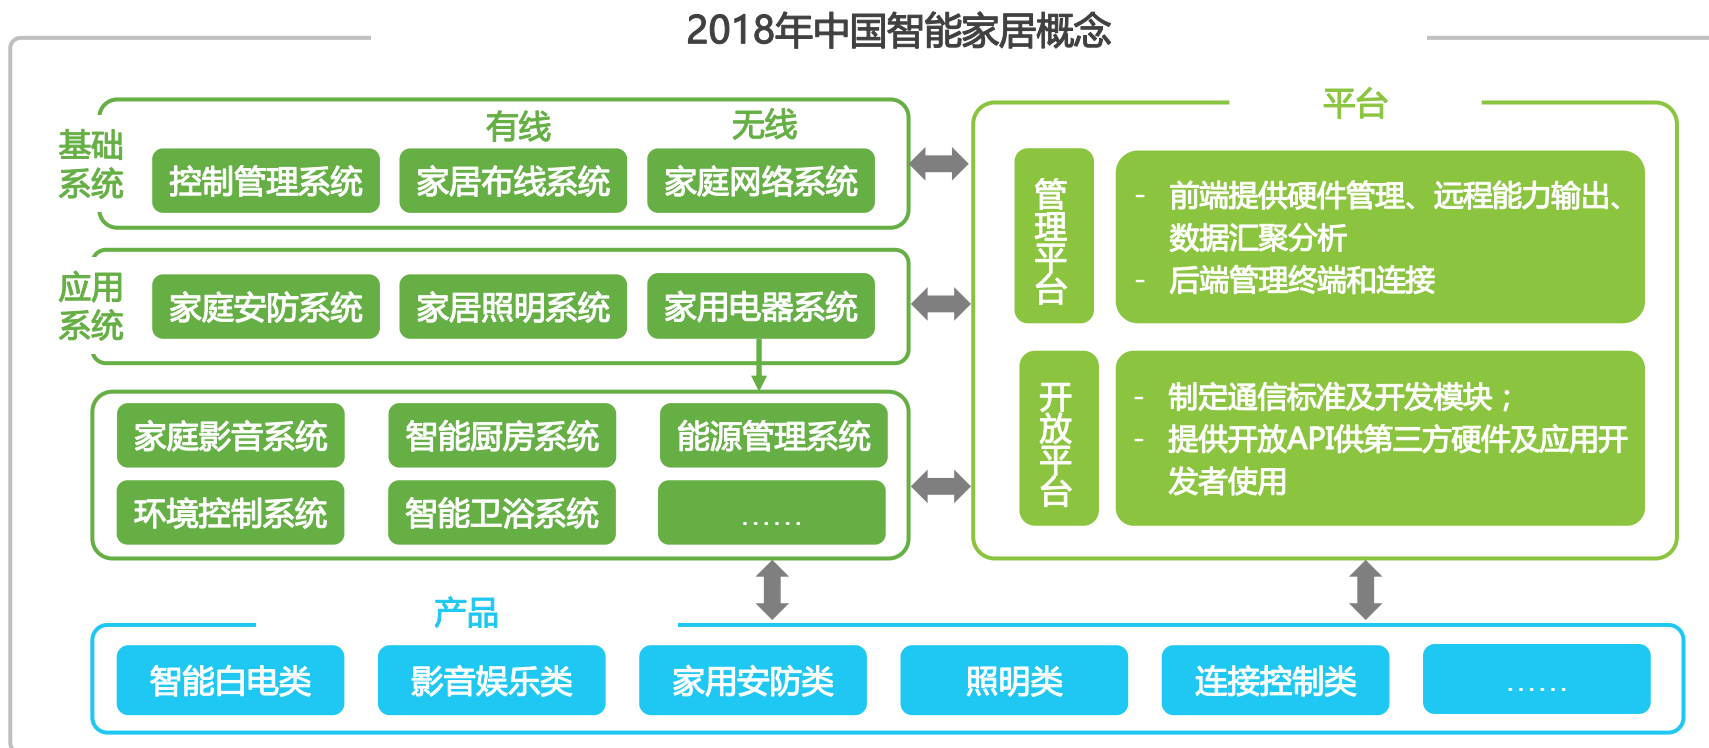 2018年中国智能家居概念
基础
系统
有线
无线
控制管理系统
家居布线系统
家庭网络系统
应用
系统
家庭安防系统
家居照明系统
家用电器系统
家庭影音系统
智能厨房系统
能源管理系统
环境控制系统
智能卫浴系统
……
平台
管理平台
- 前端提供硬件管理、远程能力输出、
数据汇聚分析
- 后端管理终端和连接
开放平台
- 制定通信标准及开发模块；
- 提供开放API供第三方硬件及应用开
发者使用
产品
智能白电类
影音娱乐类
家用安防类
照明类
连接控制类
……